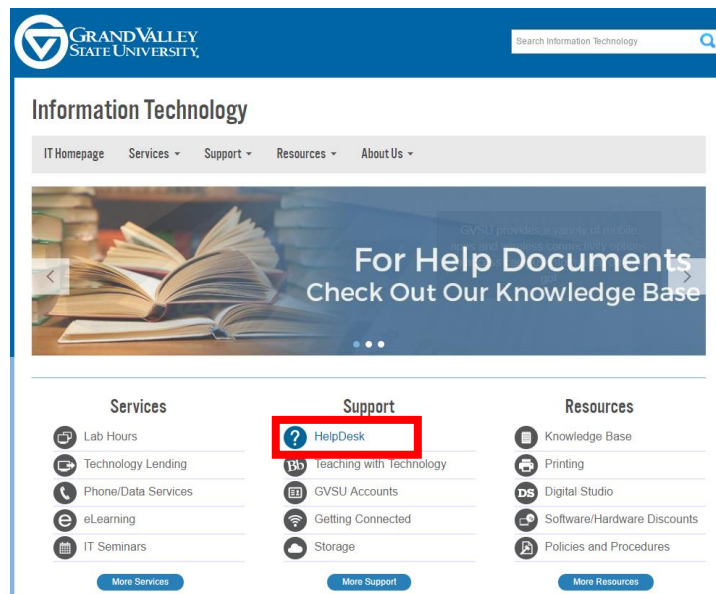 GRAND VALLEY
STATE UNIVERSITY.
Search Information Technology
Information Technology
IT Homepage Services Support Resources About Us
For Help Documents
Check Out Our Knowledge Base
Services
Lab Hours
Technology Lending
Phone/Data Services
eLearning
IT Seminars
More Services
Support
HelpDesk
Bb Teaching with Technology
GVSU Accounts
Getting Connected
Storage
More Support
Resources
Knowledge Base
Printing
DS Digital Studio
Software/Hardware Discounts
Policies and Procedures
More Resources